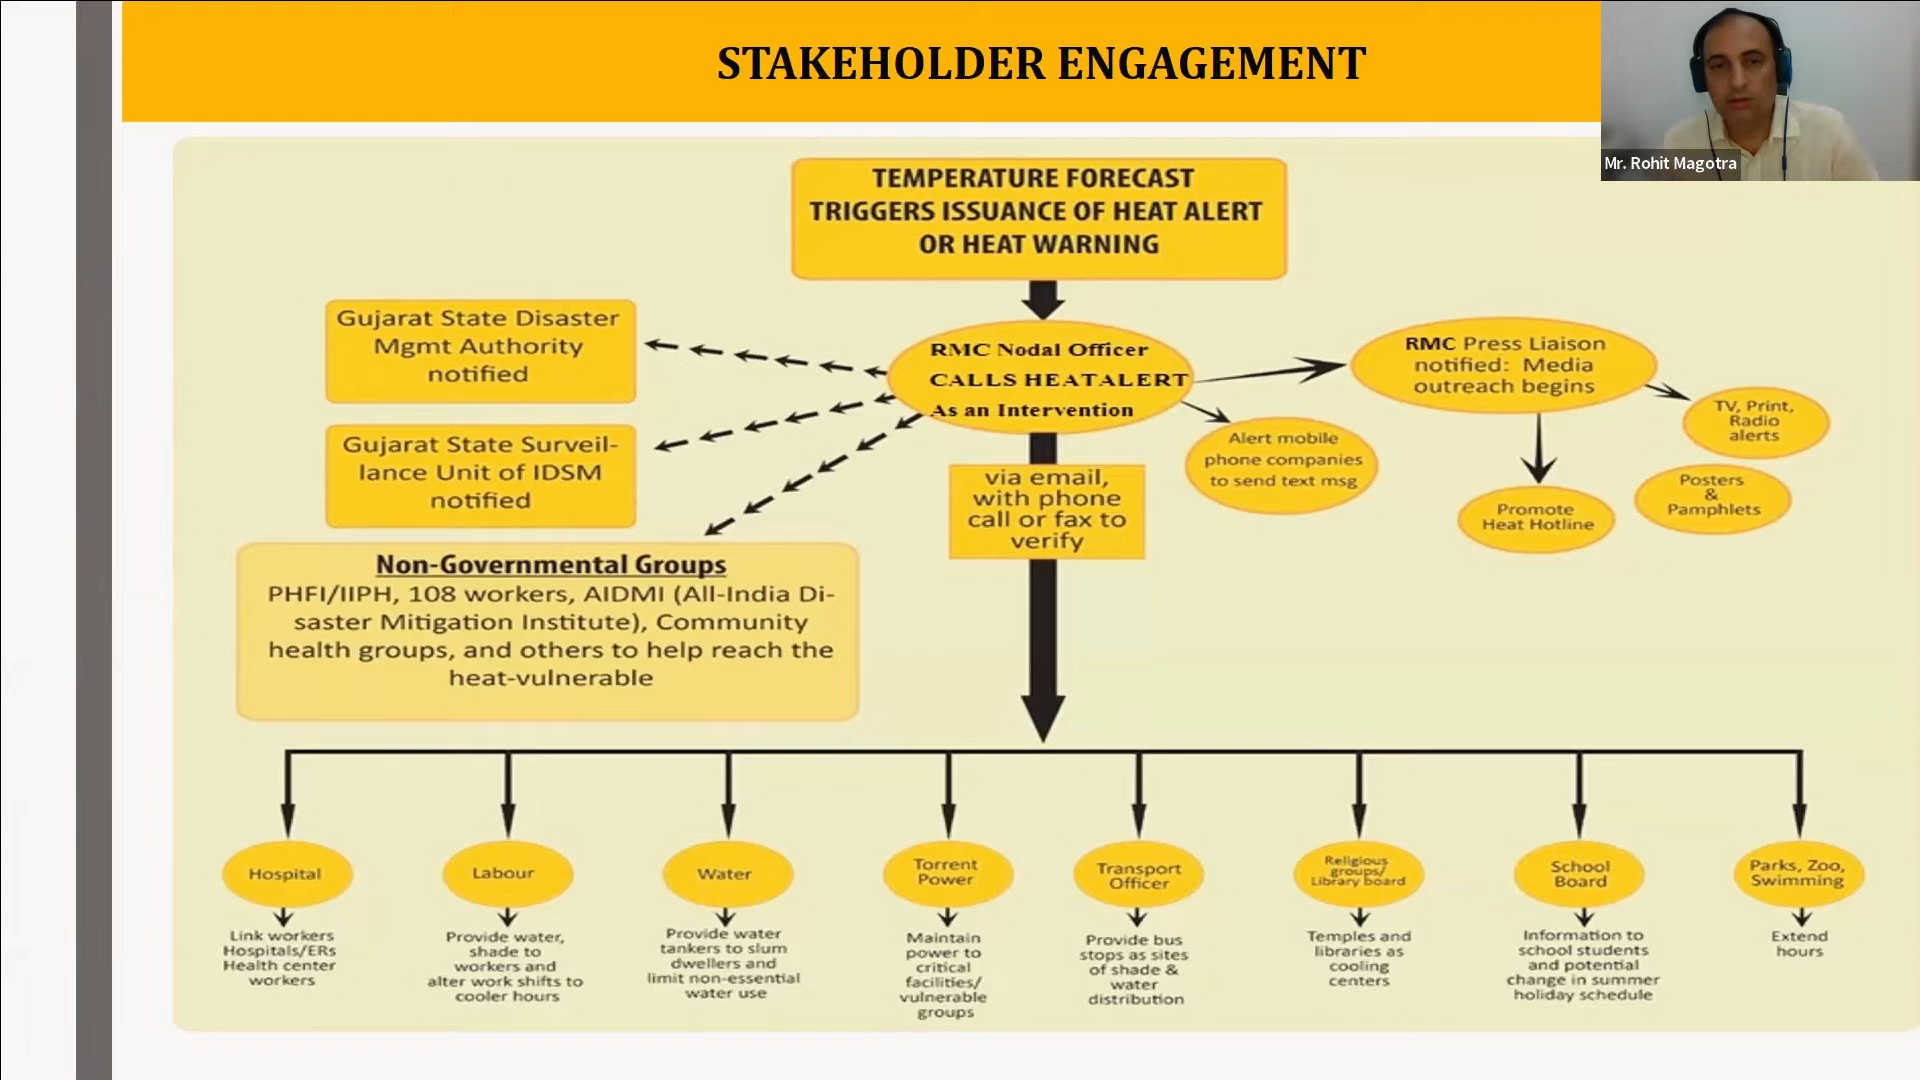 STAKEHOLDER ENGAGEMENT
Mr. Rohit Magotra
TEMPERATURE FORECAST
TRIGGERS ISSUANCE OF HEAT ALERT
OR HEAT WARNING
Gujarat State Disaster
Mgmt Authority
notified
RMC Nodal Officer
CALLS HEATALERT
As an Intervention
RMC Press Liaison
notified: Media
outreach begins
TV, Print,
Radio
alerts
Gujarat State Surveil-
lance Unit of IDSM
notified
Alert mobile
phone companies
to send text msg
via email,
with phone
call or fax to
verify
Promote
Heat Hotline
Posters
&
Pamphlets
Non-Governmental Groups
PHFI/IIPH, 108 workers, AIDMI (All-India Di-
saster Mitigation Institute), Community
health groups, and others to help reach the
heat-vulnerable
Hospital
Link workers
Hospitals/ERs
Health center
workers
Labour
Provide water,
shade to
workers and
alter work shifts to
cooler hours
Water
Provide water
tankers to slum
dwellers and
limit non-essential
water use
Torrent
Power
Maintain
power to
critical
facilities/
vulnerable
groups
Transport
Officer
Provide bus
stops as sites
of shade &
water
distribution
Religious
groups/
Library board
Temples and
libraries as
cooling
centers
School
Board
Information to
school students
and potential
change in summer
holiday schedule
Parks, Zoo,
Swimming
Extend
hours